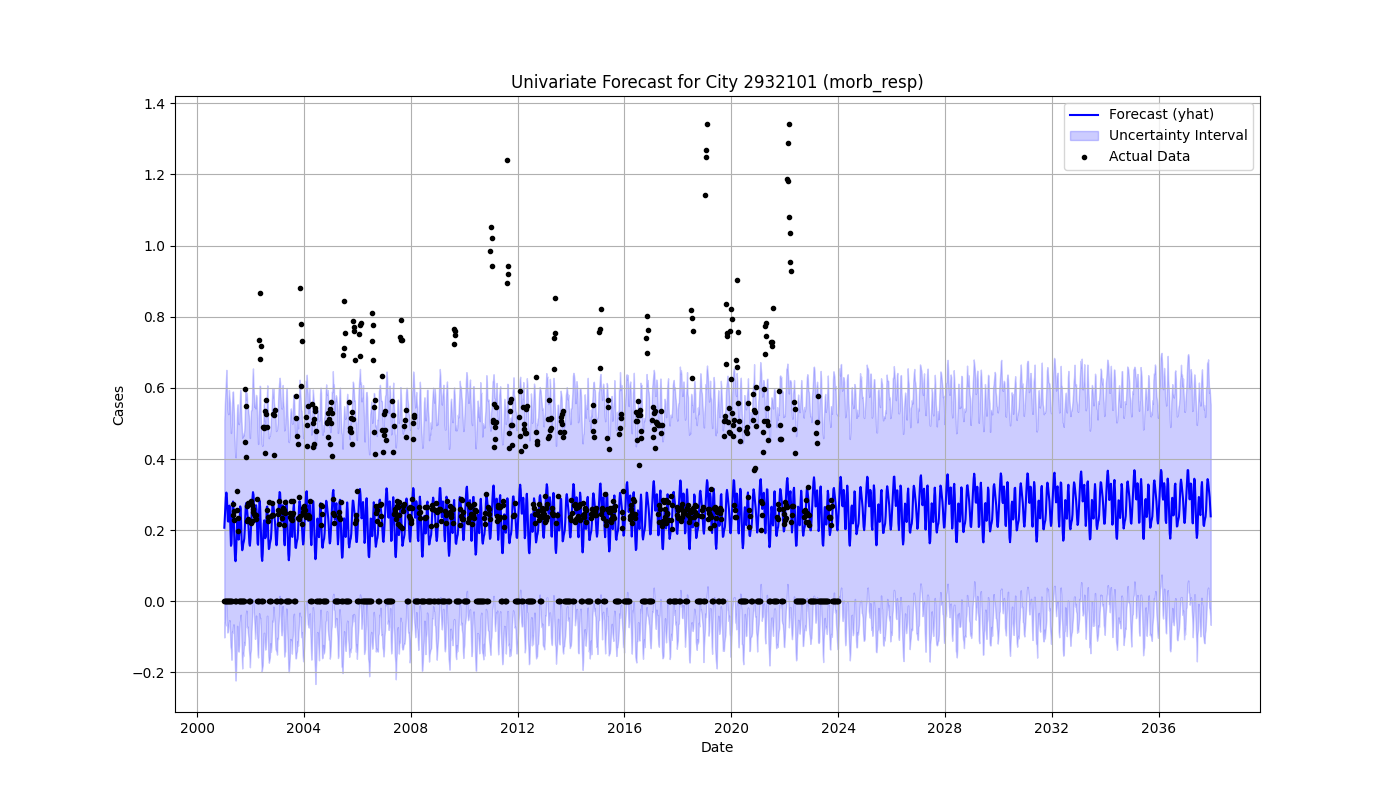 Univariate Forecast for City 2932101 (morb_resp)
Forecast (yhat)
Uncertainty Interval
Actual Data
Cases
1.4
1.2
1.0
0.8
0.6
0.4
0.2
0.0
−0.2
2000 2004 2008 2012 2016 2020 2024 2028 2032 2036
Date